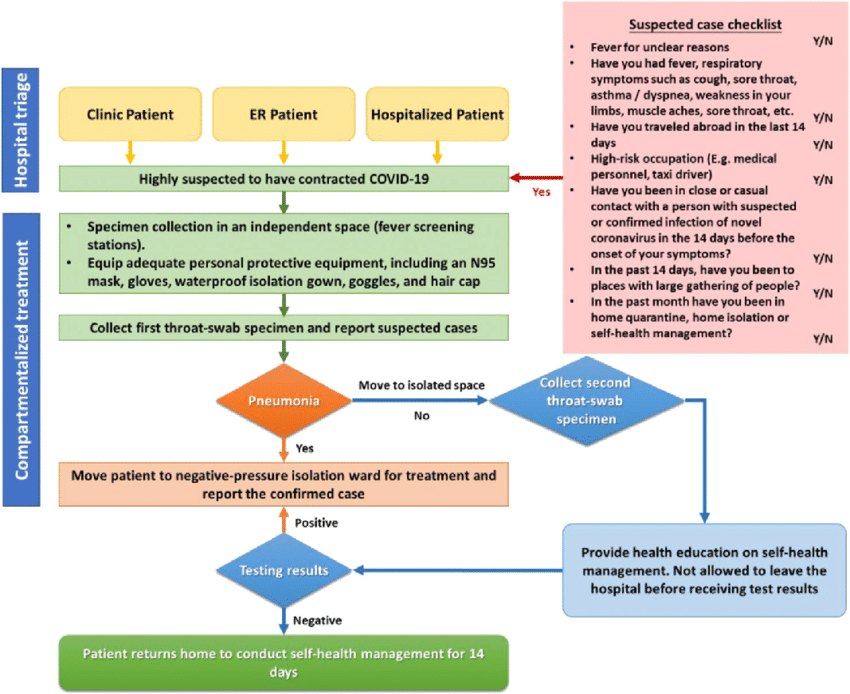 Suspected case checklist
• Fever for unclear reasons Y/N
• Have you had fever, respiratory
symptoms such as cough, sore throat,
asthma / dyspnea, weakness in your
limbs, muscle aches, sore throat, etc. Y/N
• Have you traveled abroad in the last 14
days Y/N
• High-risk occupation (E.g. medical
personnel, taxi driver) Y/N
• Have you been in close or casual
contact with a person with suspected
or confirmed infection of novel
coronavirus in the 14 days before the
onset of your symptoms? Y/N
• In the past 14 days, have you been to
places with large gathering of people? Y/N
• In the past month have you been in
home quarantine, home isolation or
self-health management? Y/N
Hospital triage
Clinic Patient
ER Patient
Hospitalized Patient
Highly suspected to have contracted COVID-19
Yes
Compartmentalized treatment
• Specimen collection in an independent space (fever screening
stations).
• Equip adequate personal protective equipment, including an N95
mask, gloves, waterproof isolation gown, goggles, and hair cap
Collect first throat-swab specimen and report suspected cases
Pneumonia
Move to isolated space
No
Collect second
throat-swab
specimen
Yes
Move patient to negative-pressure isolation ward for treatment and
report the confirmed case
Positive
Testing results
Provide health education on self-health
management. Not allowed to leave the
hospital before receiving test results
Negative
Patient returns home to conduct self-health management for 14
days